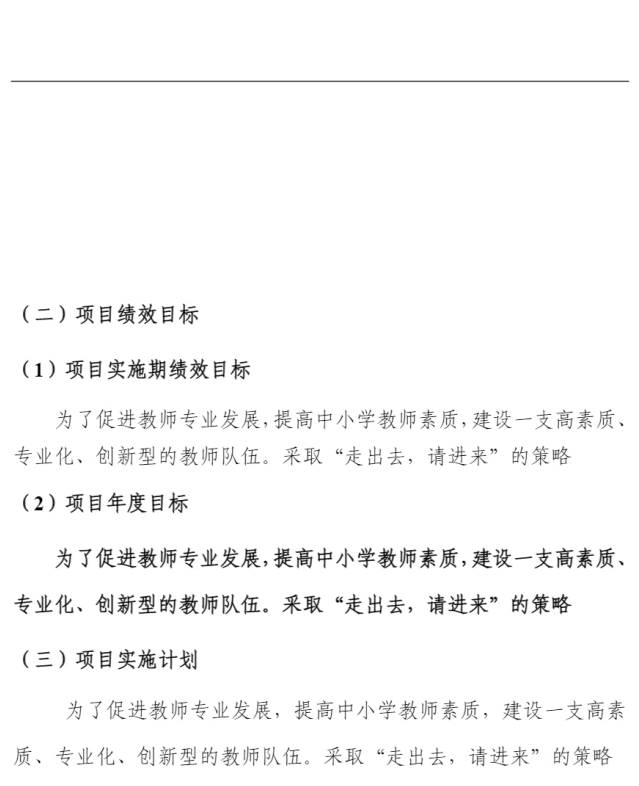 （二）项目绩效目标
（1）项目实施期绩效目标
为了促进教师专业发展,提高中小学教师素质,建设一支高素质、
专业化、创新型的教师队伍。采取“走出去，请进来”的策略
（2）项目年度目标
为了促进教师专业发展,提高中小学教师素质,建设一支高素质、
专业化、创新型的教师队伍。采取“走出去，请进来”的策略
（三）项目实施计划
为了促进教师专业发展，提高中小学教师素质，建设一支高素
质、专业化、创新型的教师队伍。采取“走出去，请进来”的策略